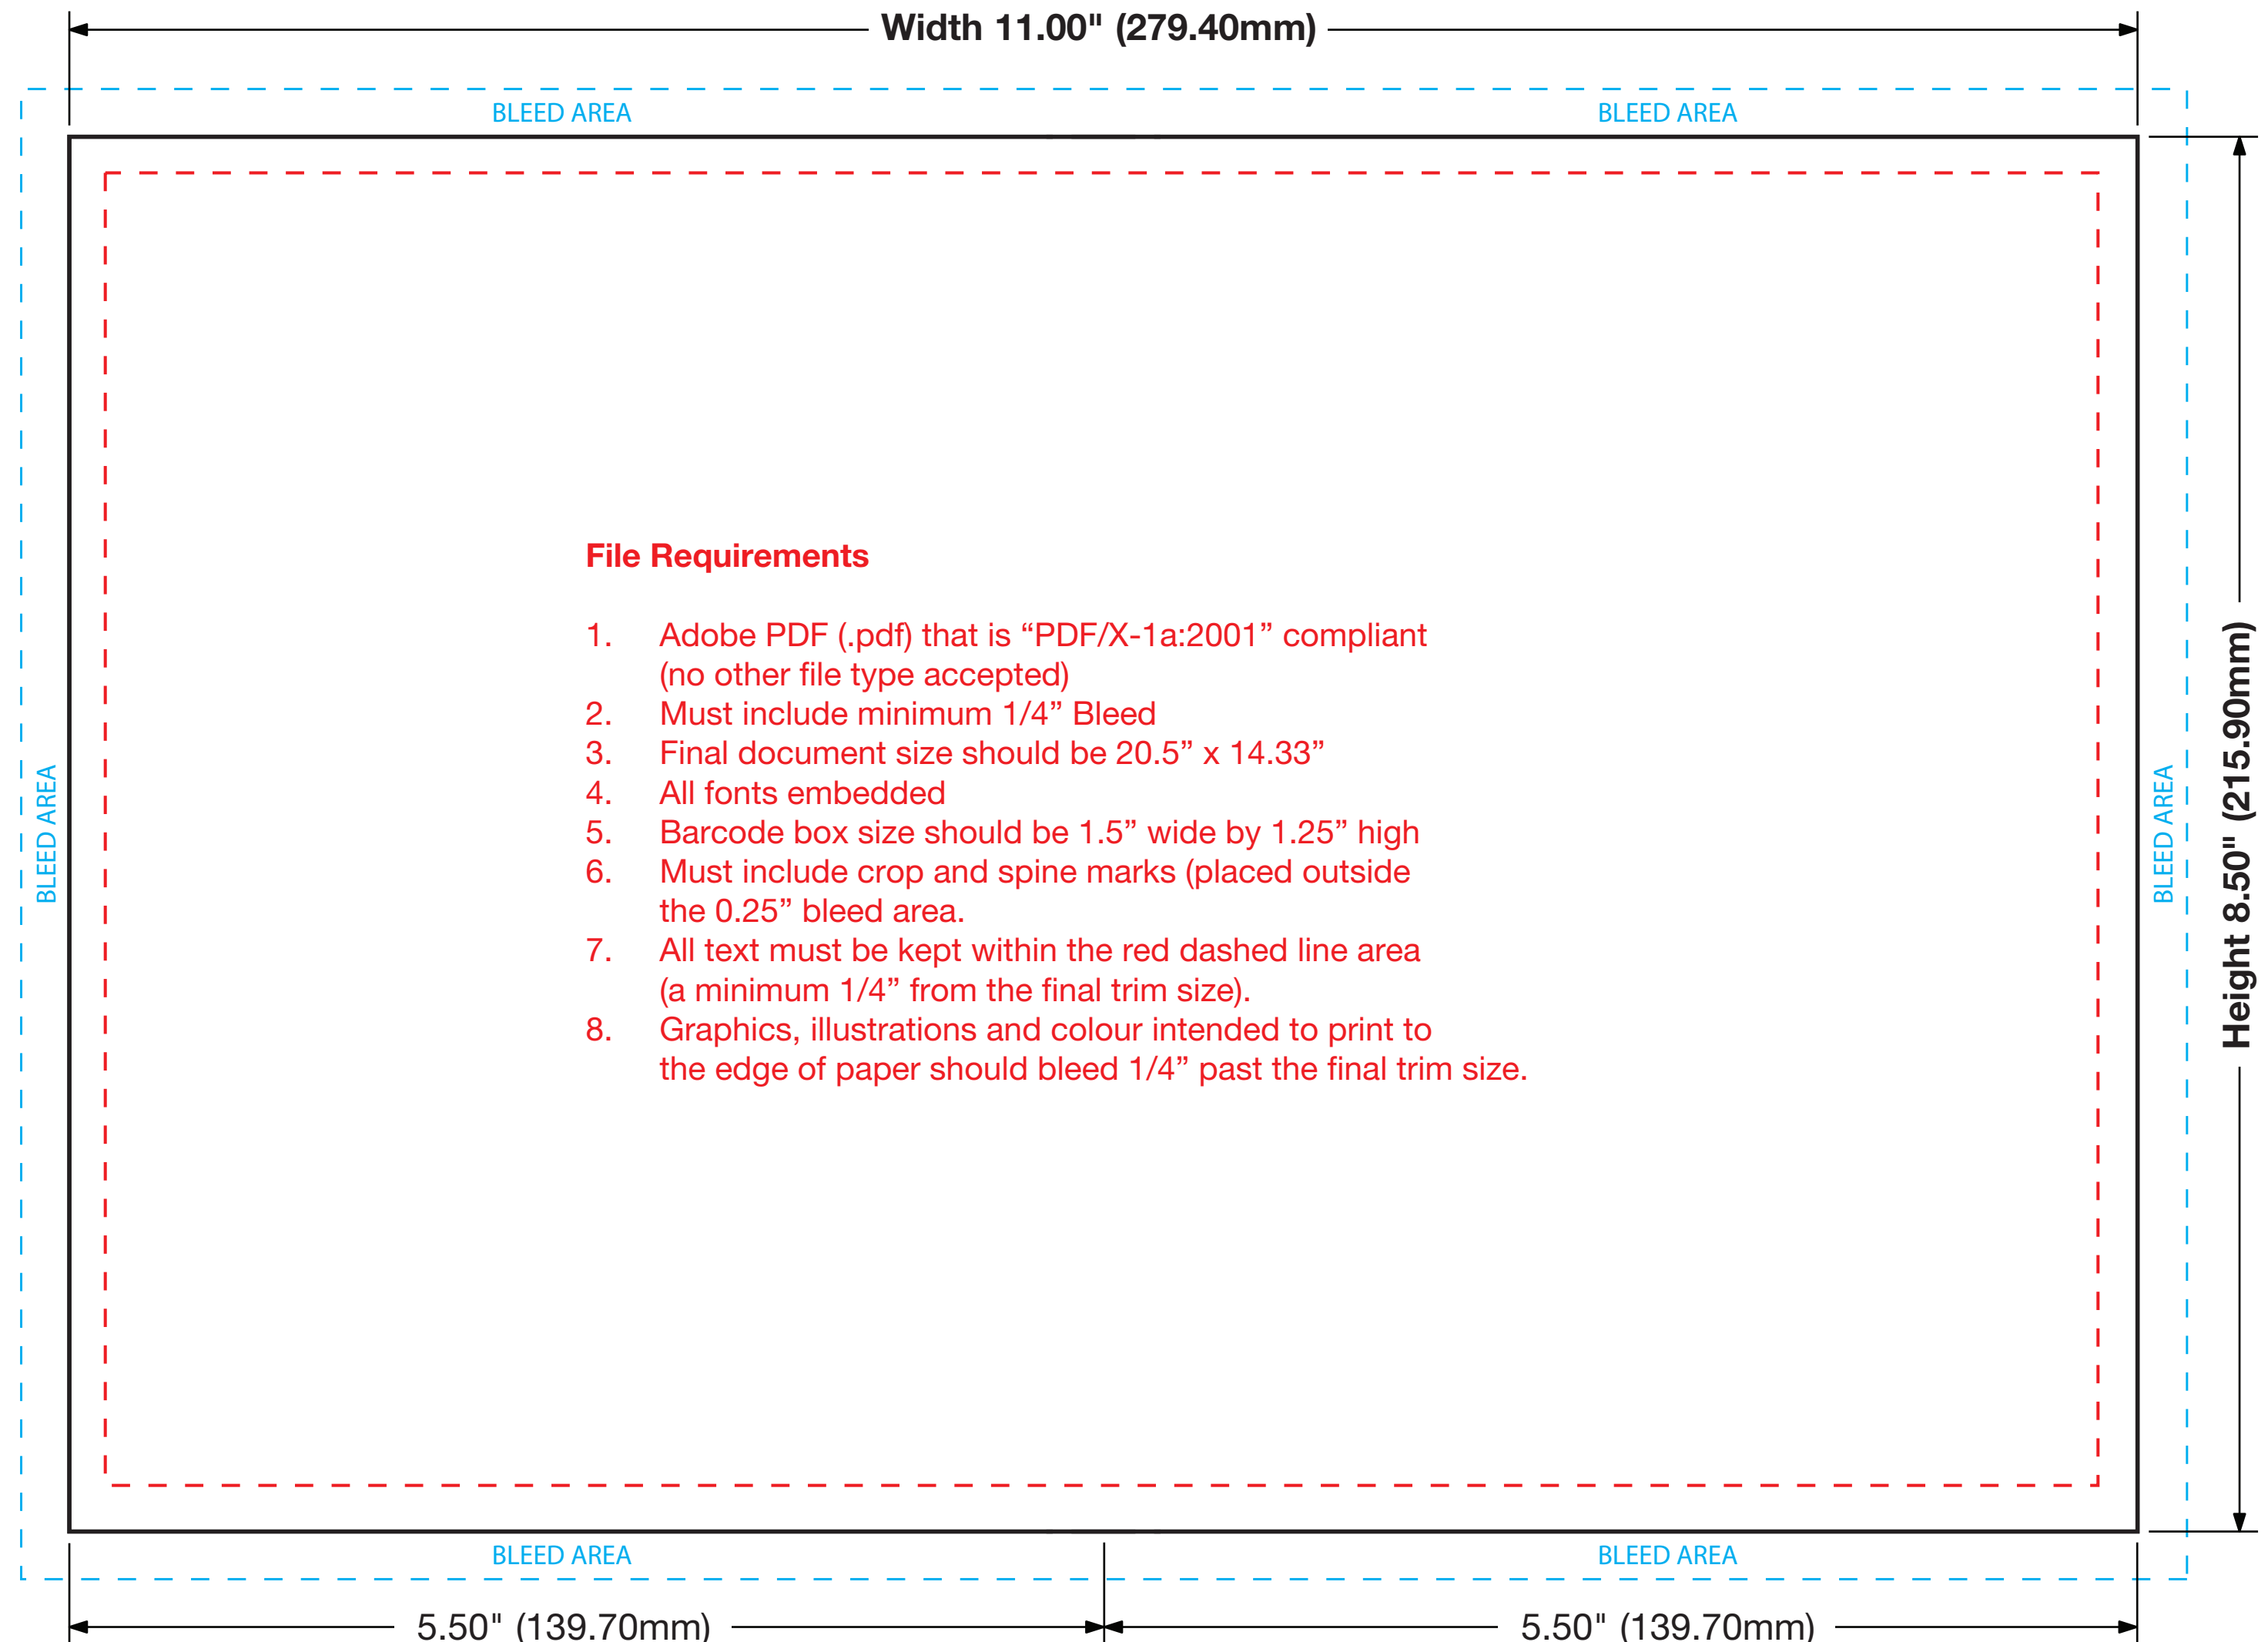 Width 11.00" (279.40mm)
BLEED AREA
BLEED AREA
File Requirements
1. Adobe PDF (.pdf) that is “PDF/X-1a:2001” compliant
(no other file type accepted)
2. Must include minimum 1/4” Bleed
3. Final document size should be 20.5” x 14.33”
4. All fonts embedded
5. Barcode box size should be 1.5” wide by 1.25” high
6. Must include crop and spine marks (placed outside
the 0.25” bleed area.
7. All text must be kept within the red dashed line area
(a minimum 1/4” from the final trim size).
8. Graphics, illustrations and colour intended to print to
the edge of paper should bleed 1/4” past the final trim size.
BLEED AREA
BLEED AREA
Height 8.50" (215.90mm)
BLEED AREA
BLEED AREA
5.50" (139.70mm)
5.50" (139.70mm)